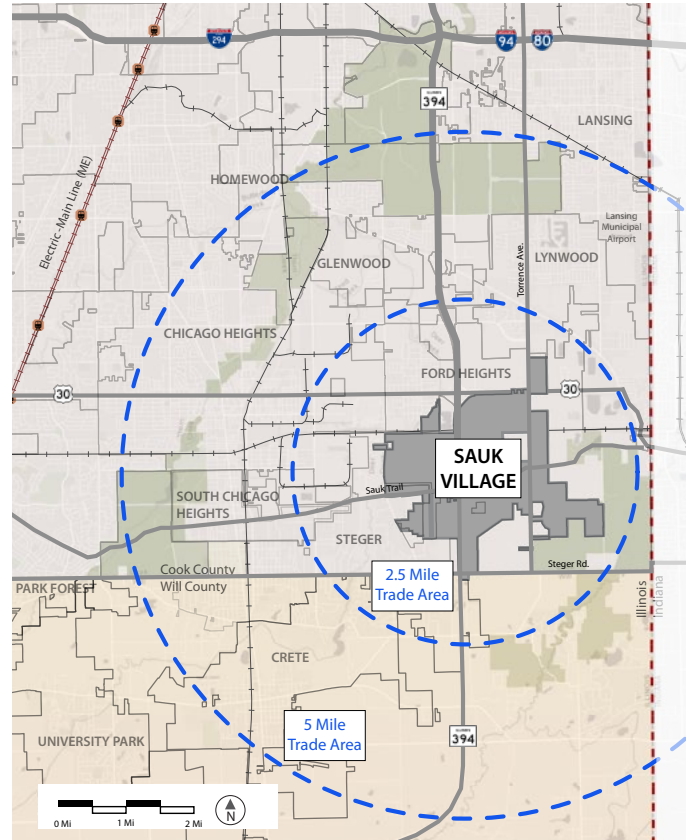 294
94
80
ILLINOIS
394
LANSING
Electric -Main Line (ME)
HOMEWOOD
Lansing
Municipal
Airport
GLENWOOD
Torrence Ave.
LYNWOOD
CHICAGO HEIGHTS
FORD HEIGHTS
30
30
SAUK
VILLAGE
SOUTH CHICAGO
HEIGHTS
Sauk Trail
STEGER
Steger Rd.
Cook County
Will County
2.5 Mile
Trade Area
PARK FOREST
Illinois
Indiana
CRETE
5 Mile
Trade Area
ILLINOIS
394
UNIVERSITY PARK
0 Mi
1 Mi
2 Mi
N